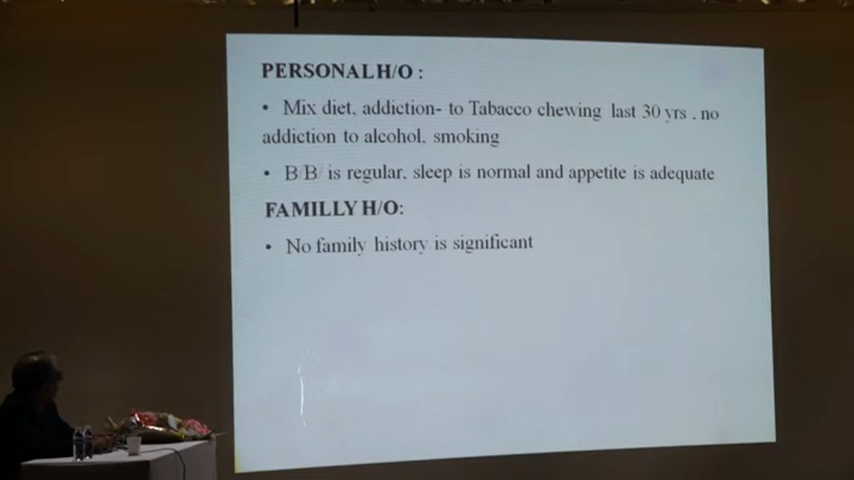 PERSONAL H/O :
• Mix diet, addiction- to Tabacco chewing last 30 yrs . no
addiction to alcohol, smoking
• B/B/ is regular, sleep is normal and appetite is adequate
FAMILLY H/O:
• No family history is significant